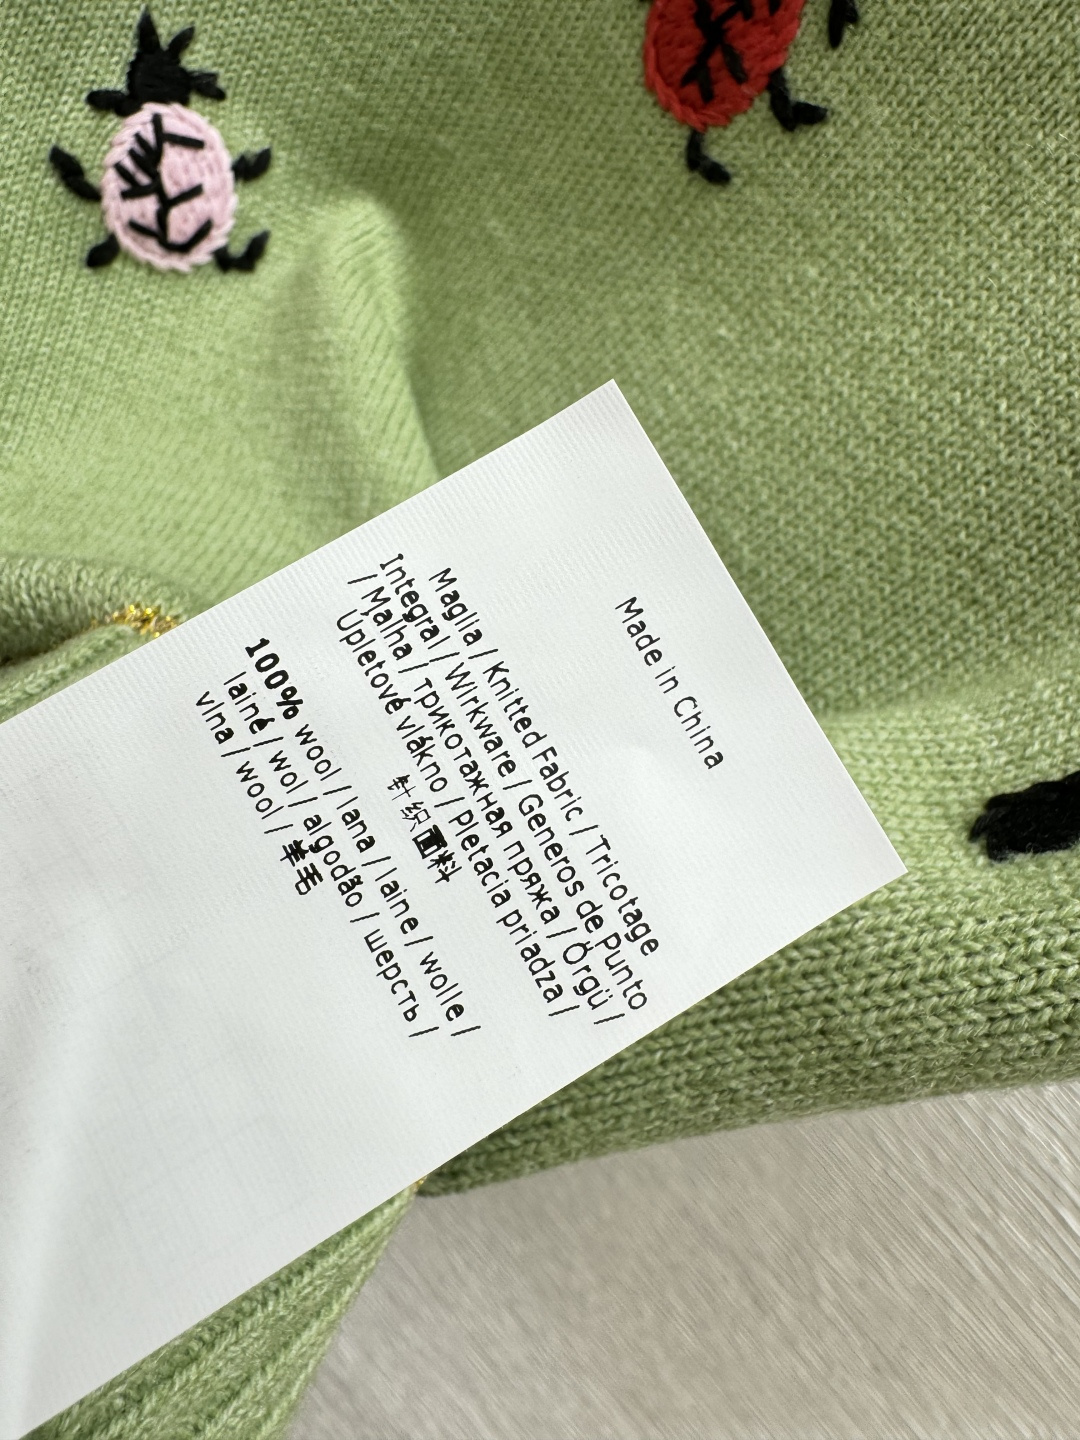 Made in China
Maglia / Knitted Fabric / Tricotage
Integral / Wirkware / Generos de Punto
/ Malha / трикотажная пряжа / Örgü /
Úpletové vlákno / Pletacia priadza /
针织面料
100% wool / lana / laine / wolle /
lainé / wol / algodão / шерсть /
vlna / wool / 羊毛